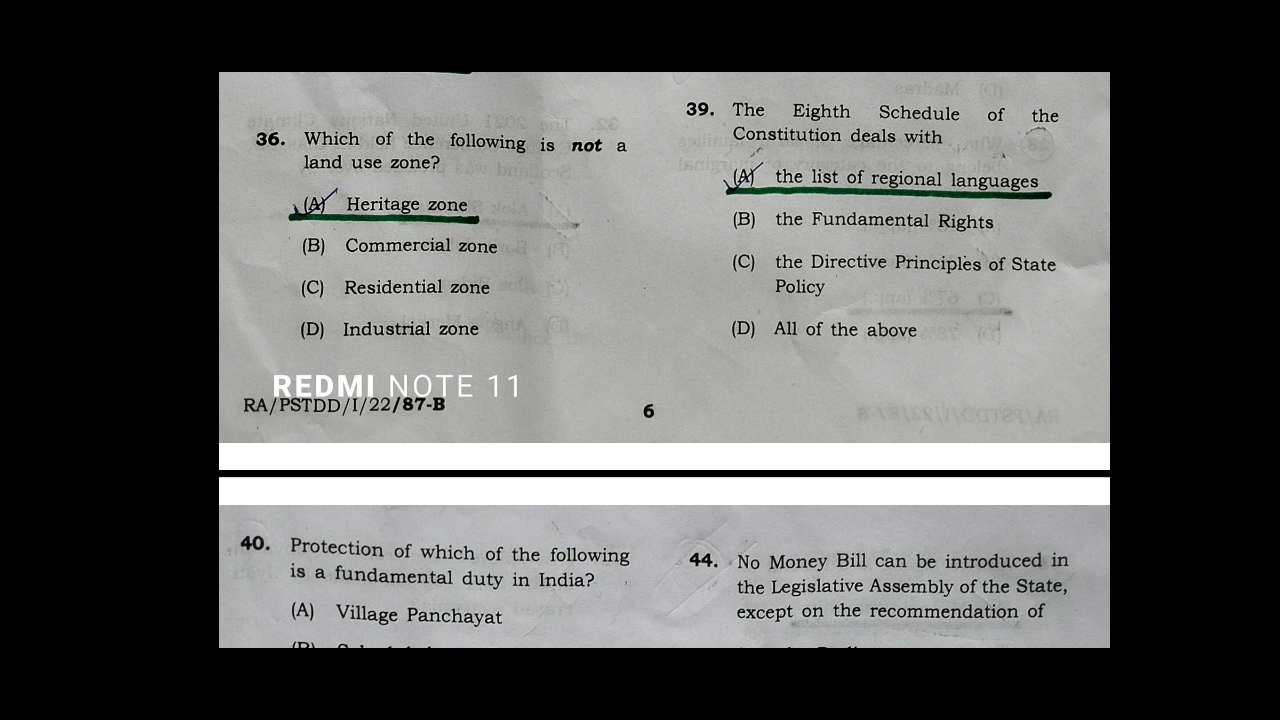 36. Which of the following is not a
land use zone?
(A) Heritage zone
(B) Commercial zone
(C) Residential zone
(D) Industrial zone
REDMI NOTE 11
RA/PSTDD/I/22/87-B
6
39. The Eighth Schedule of the
Constitution deals with
(A) the list of regional languages
(B) the Fundamental Rights
(C) the Directive Principles of State
Policy
(D) All of the above
40. Protection of which of the following
is a fundamental duty in India?
(A) Village Panchayat
44. No Money Bill can be introduced in
the Legislative Assembly of the State,
except on the recommendation of